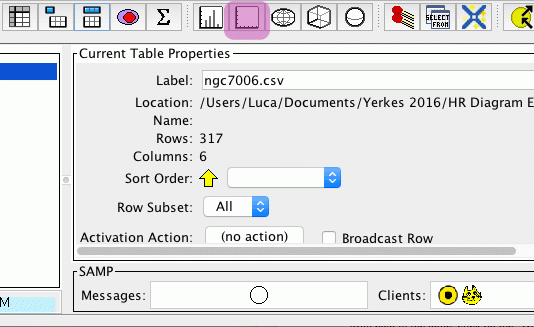 SELECT
FROM
Current Table Properties
Label: ngc7006.csv
Location: /Users/Luca/Documents/Yerkes 2016/HR Diagram E
Name:
Rows: 317
Columns: 6
Sort Order:
Row Subset: All
Activation Action: (no action) Broadcast Row
SAMP
Messages: Clients:
M